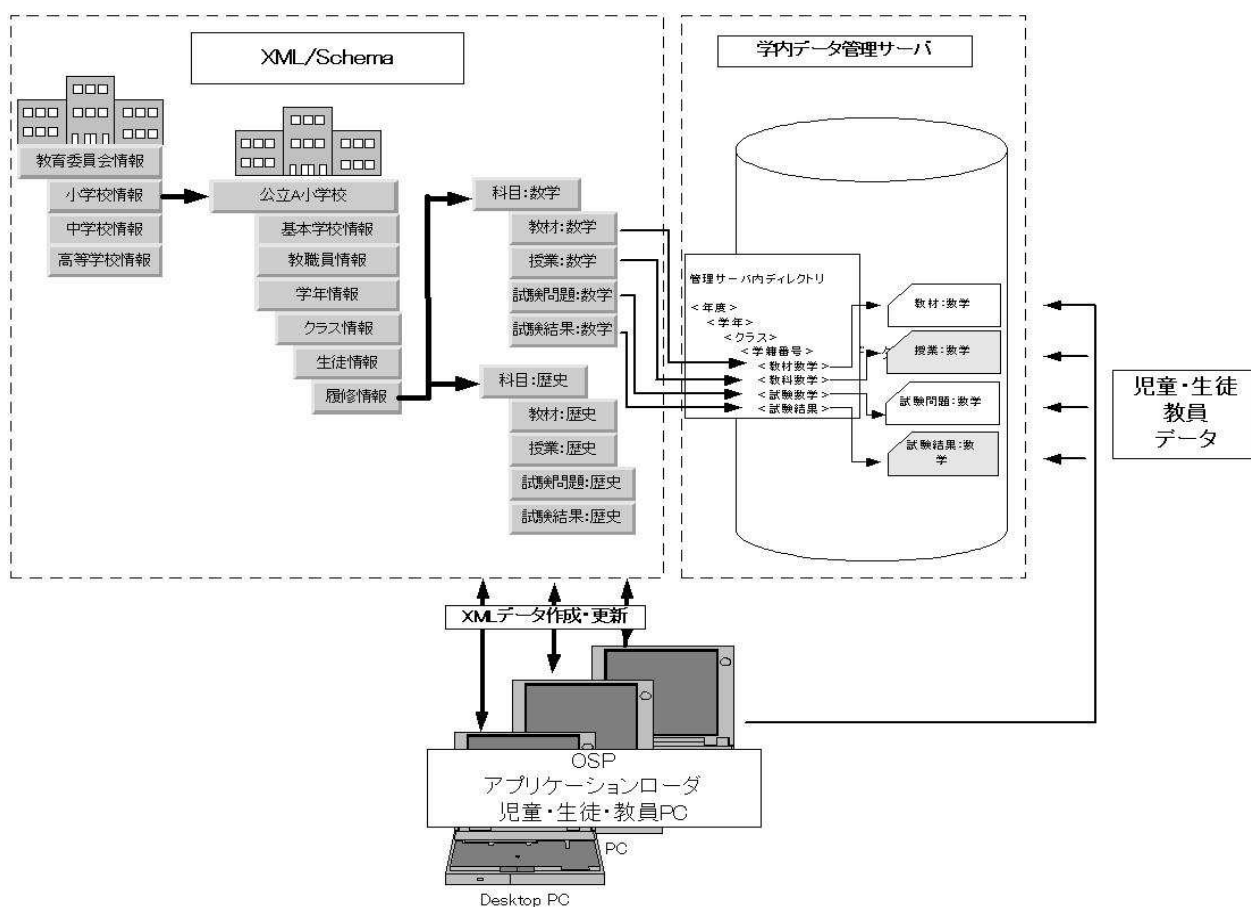 XML/Schema
教育委員会情報
小学校情報
中学校情報
高等学校情報
公立A小学校
基本学校情報
教職員情報
学年情報
クラス情報
生徒情報
履修情報
科目:数学
教材:数学
授業:数学
試験問題:数学
試験結果:数学
科目:歴史
教材:歴史
授業:歴史
試験問題:歴史
試験結果:歴史
学内データ管理サーバ
管理サーバ内ディレクトリ
<年度>
<学年>
<クラス>
<学籍番号>
<教材数学>
<教科数学>
<試験数学>
<試験結果>
教材:数学
授業:数学
試験問題:数学
試験結果:数
学
児童・生徒
教員
データ
XMLデータ作成・更新
OSP
アプリケーションローダ
児童・生徒・教員PC
PC
Desktop PC